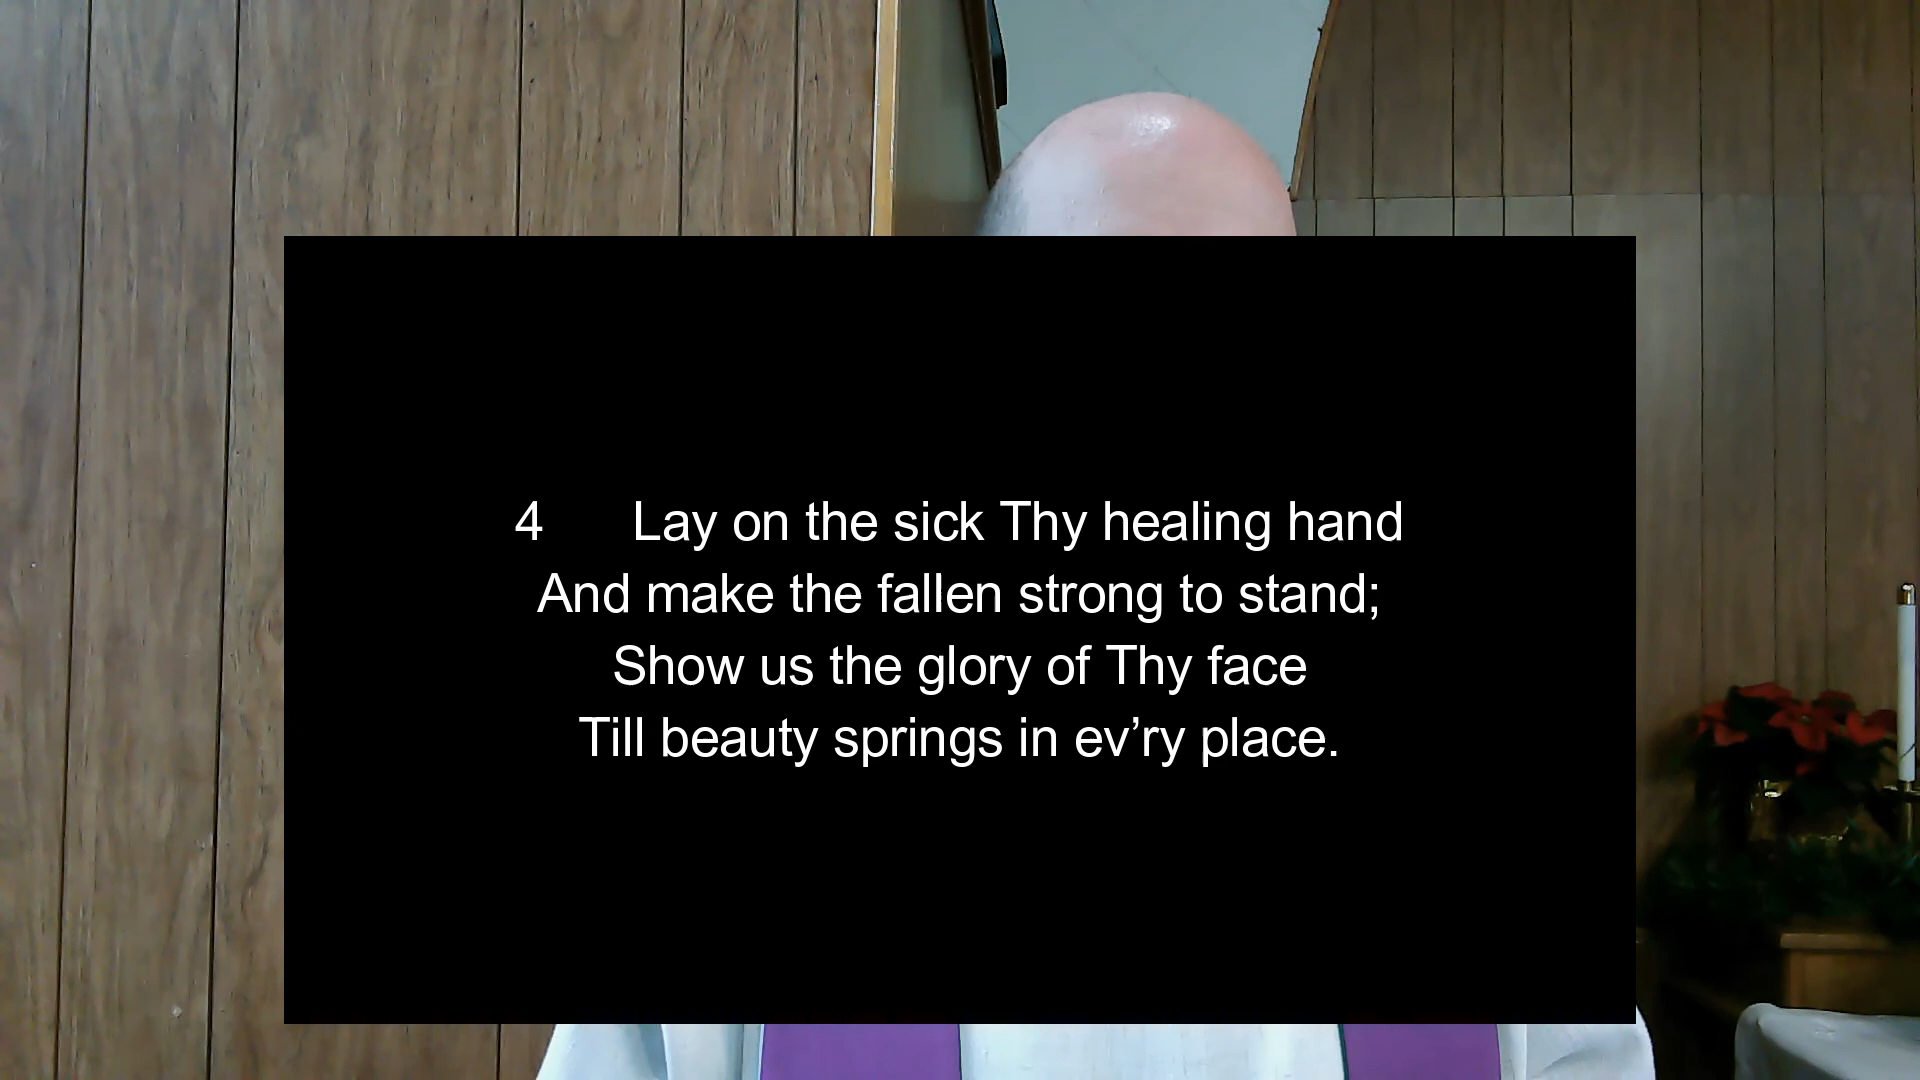 4 Lay on the sick Thy healing hand
And make the fallen strong to stand;
Show us the glory of Thy face
Till beauty springs in ev’ry place.